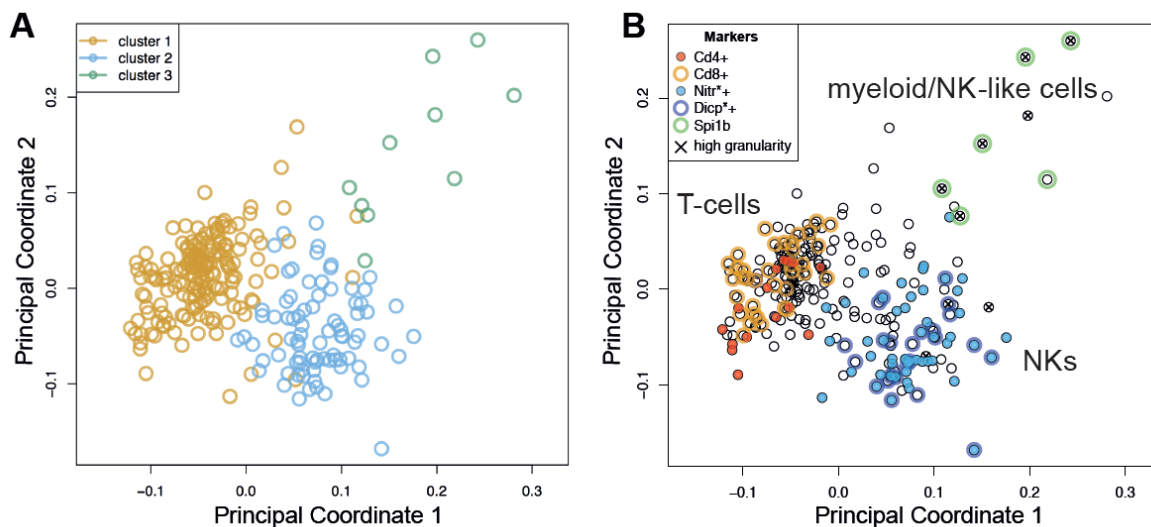 A
cluster 1
cluster 2
cluster 3
Principal Coordinate 2
0.2
0.1
0.0
−0.1
−0.1
0.0
0.1
0.2
0.3
Principal Coordinate 1
B
Markers
Cd4+
Cd8+
Nitr*+
Dicp*+
Spi1b
high granularity
myeloid/NK-like cells
T-cells
NKs
Principal Coordinate 2
0.2
0.1
0.0
−0.1
−0.1
0.0
0.1
0.2
0.3
Principal Coordinate 1